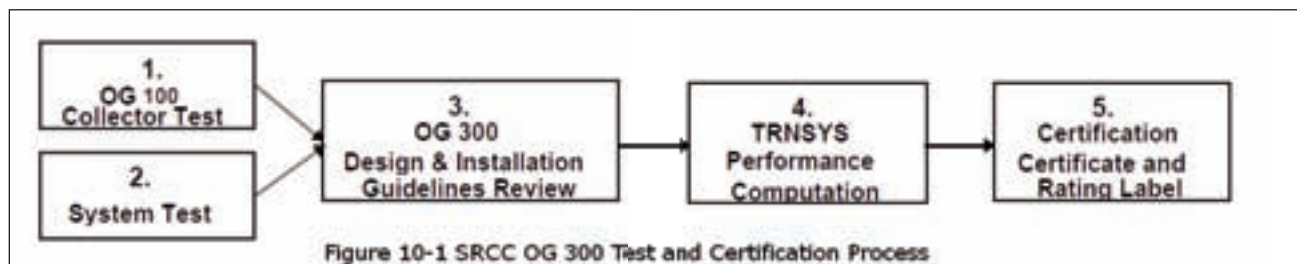 1.
OG 100
Collector Test
2.
System Test
3.
OG 300
Design & Installation
Guidelines Review
4.
TRNSYS
Performance
Computation
5.
Certification
Certificate and
Rating Label
Figure 10-1 SRCC OG 300 Test and Certification Process